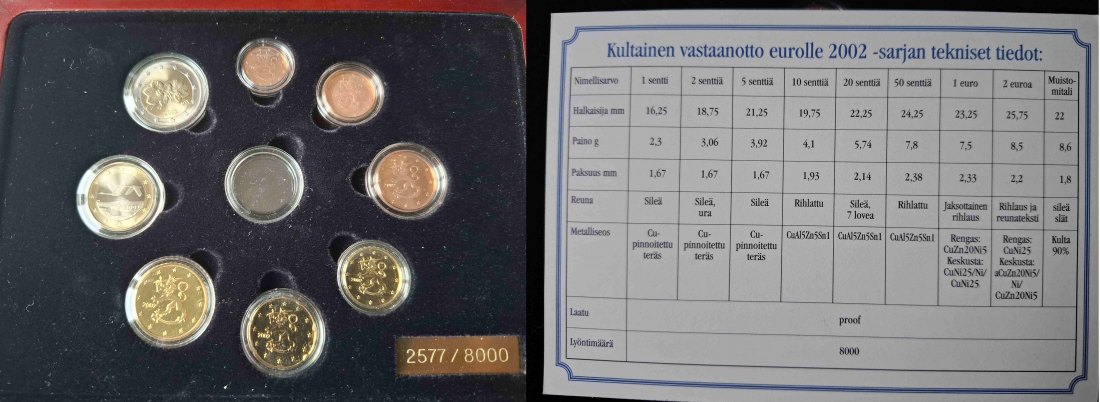 2577 / 8000
Kultainen vastaanotto eurolle 2002 -sarjan tekniset tiedot:
Nimellisarvo 1 sentti 2 senttiä 5 senttiä 10 senttiä 20 senttiä 50 senttiä 1 euro 2 euroa Muisto-
mitali
Halkaisija mm 16,25 18,75 21,25 19,75 22,25 24,25 23,25 25,75 22
Paino g 2,3 3,06 3,92 4,1 5,74 7,8 7,5 8,5 8,6
Paksuus mm 1,67 1,67 1,67 1,93 2,14 2,38 2,33 2,2 1,8
Reuna Sileä Sileä, Sileä Rihlattu Sileä, Rihlattu Jaksottainen Rihlaus ja sileä
ura 7 lovea rihlaus reunateksti slät
Metalliseos Cu- Cu- Cu- CuAl5Zn5Sn1 CuAl5Zn5Sn1 CuAl5Zn5Sn1 Rengas: Rengas: Kulta
pinnoitettu pinnoitettu pinnoitettu CuZn20Ni5 CuNi25 90%
teräs teräs teräs Keskusta: Keskusta:
CuNi25/Ni/ aCuZn20Ni5/
CuNi25 Ni/
CuZn20Ni5
Laatu proof
Lyöntimäärä 8000